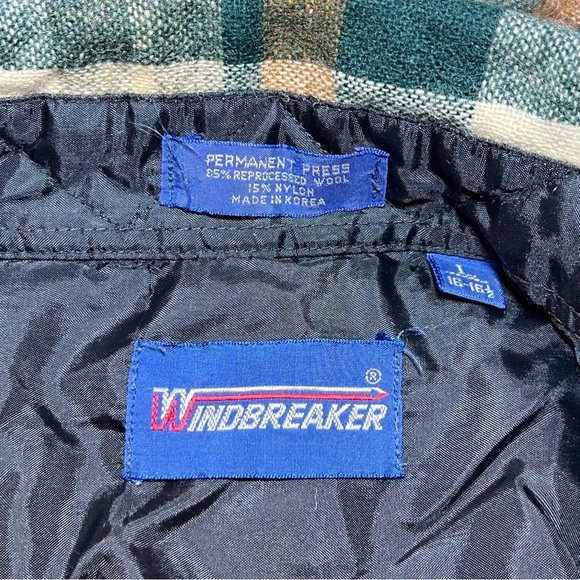 PERMANENT PRESS
85% REPROCESSED WOOL
15% NYLON
MADE IN KOREA
L
16-16½
WINDBREAKER ®